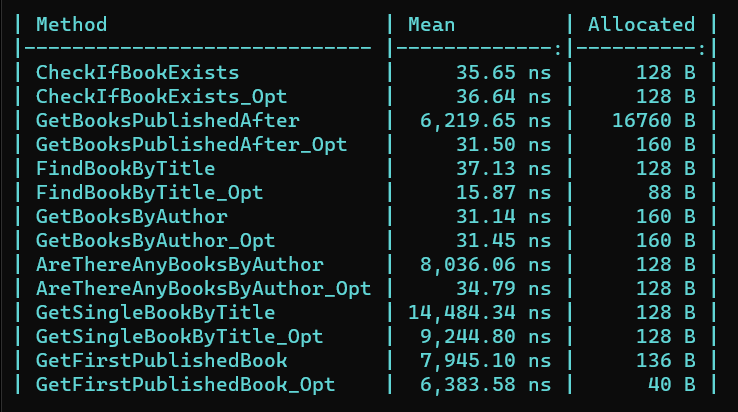 | Method                      | Mean         | Allocated |
|---------------------------- |-------------:|----------:|
| CheckIfBookExists           |     35.65 ns |     128 B |
| CheckIfBookExists_Opt       |     36.64 ns |     128 B |
| GetBooksPublishedAfter      |  6,219.65 ns |   16760 B |
| GetBooksPublishedAfter_Opt  |     31.50 ns |     160 B |
| FindBookByTitle             |     37.13 ns |     128 B |
| FindBookByTitle_Opt         |     15.87 ns |      88 B |
| GetBooksByAuthor            |     31.14 ns |     160 B |
| GetBooksByAuthor_Opt        |     31.45 ns |     160 B |
| AreThereAnyBooksByAuthor    |  8,036.06 ns |     128 B |
| AreThereAnyBooksByAuthor_Opt |     34.79 ns |     128 B |
| GetSingleBookByTitle        | 14,484.34 ns |     128 B |
| GetSingleBookByTitle_Opt    |  9,244.80 ns |     128 B |
| GetFirstPublishedBook       |  7,945.10 ns |     136 B |
| GetFirstPublishedBook_Opt   |  6,383.58 ns |      40 B |